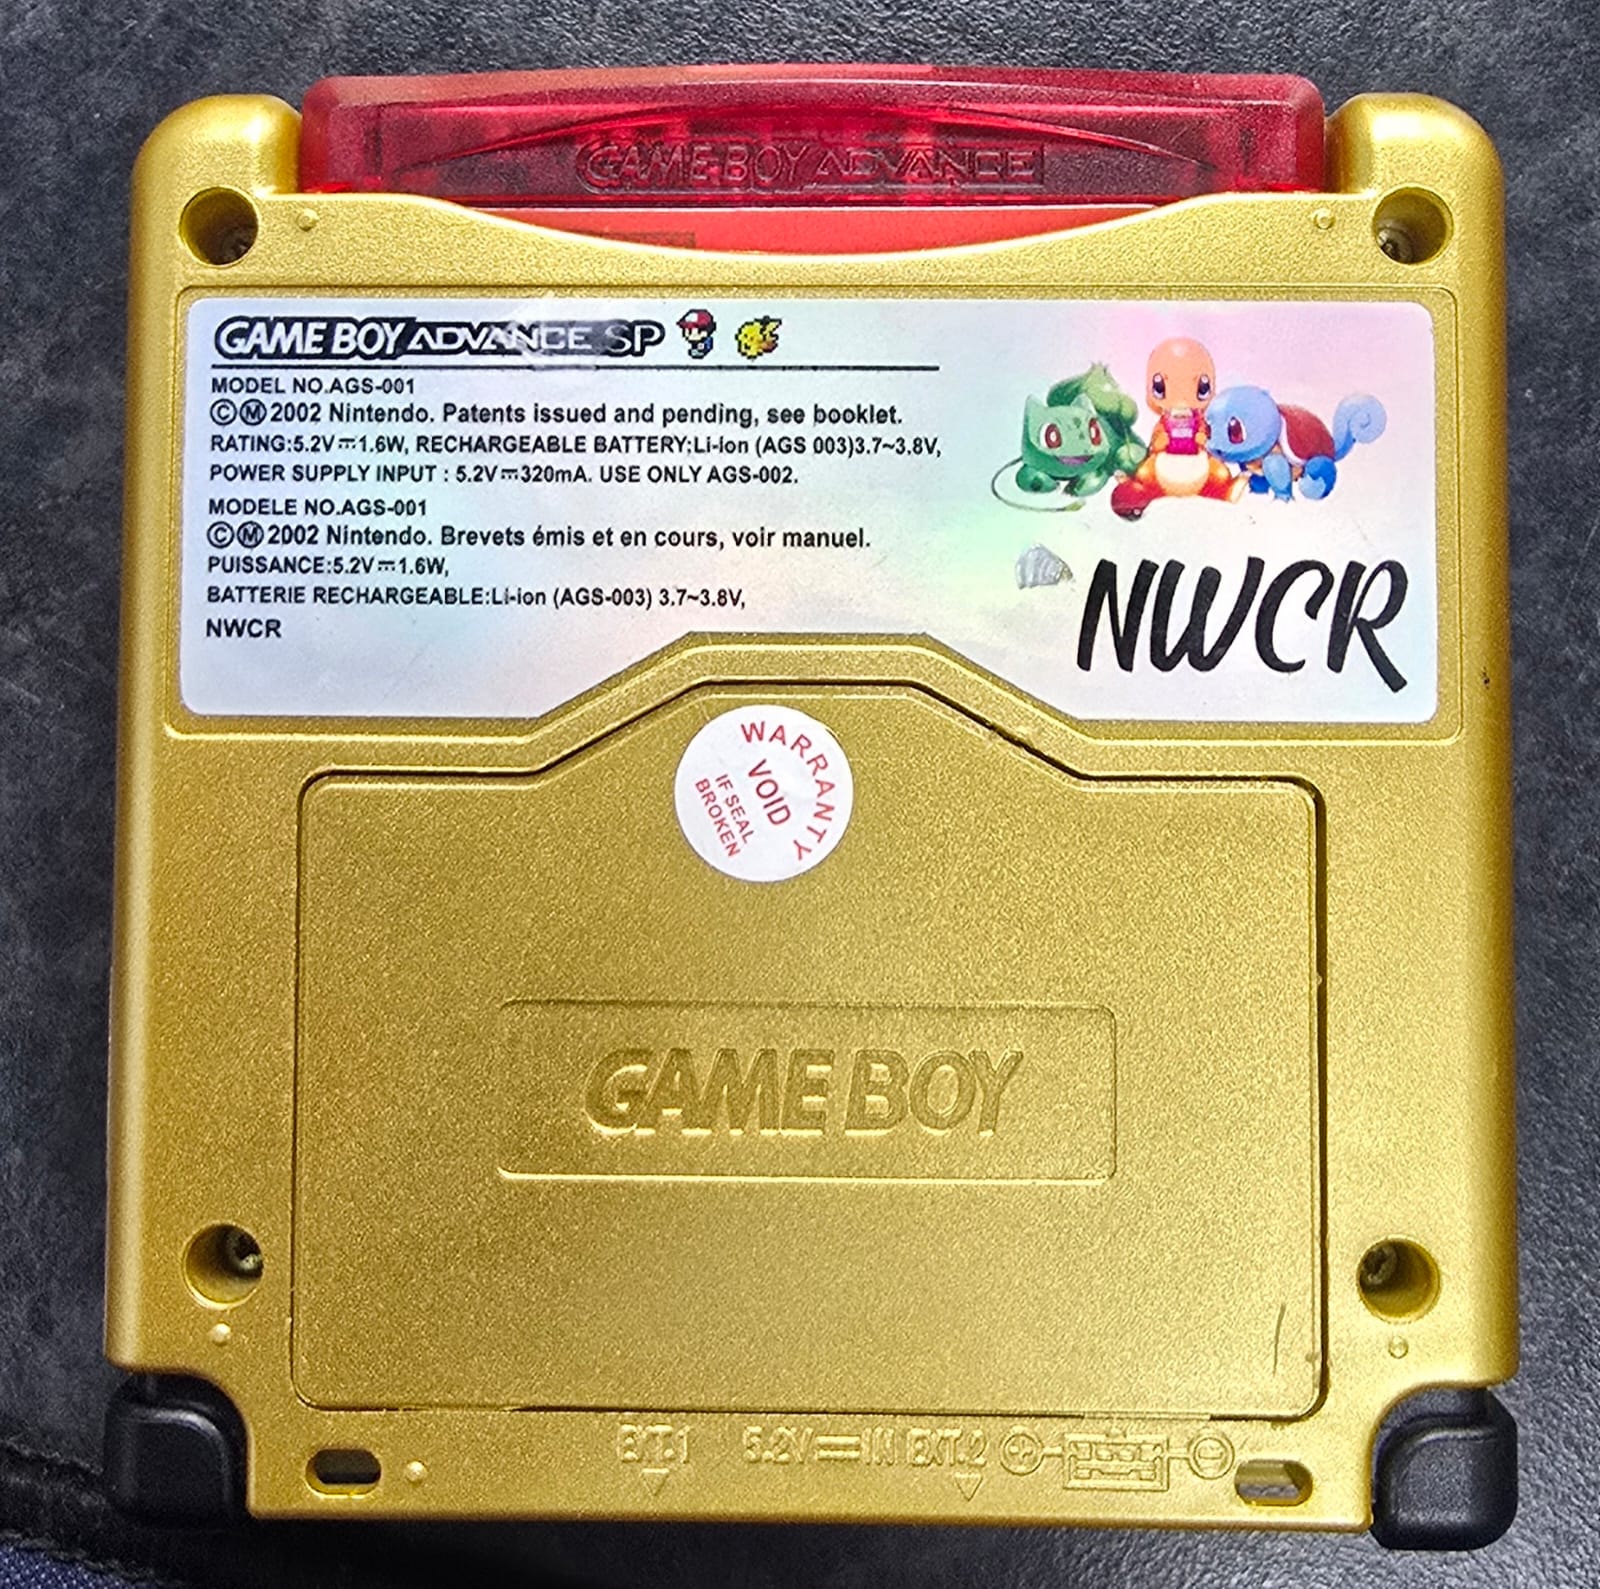 GAME BOY ADVANCE
GAME BOY ADVANCE SP
MODEL NO.AGS-001
ⒸⓂ2002 Nintendo. Patents issued and pending, see booklet.
RATING:5.2V⎓1.6W, RECHARGEABLE BATTERY:Li-ion (AGS 003)3.7~3.8V,
POWER SUPPLY INPUT : 5.2V⎓320mA. USE ONLY AGS-002.
MODELE NO.AGS-001
ⒸⓂ2002 Nintendo. Brevets émis et en cours, voir manuel.
PUISSANCE:5.2V⎓1.6W,
BATTERIE RECHARGEABLE:Li-ion (AGS-003) 3.7~3.8V,
NWCR
NWCR
WARRANTY
VOID
IF SEAL
BROKEN
GAME BOY
EXT.1 5.2V⎓IN EXT.2